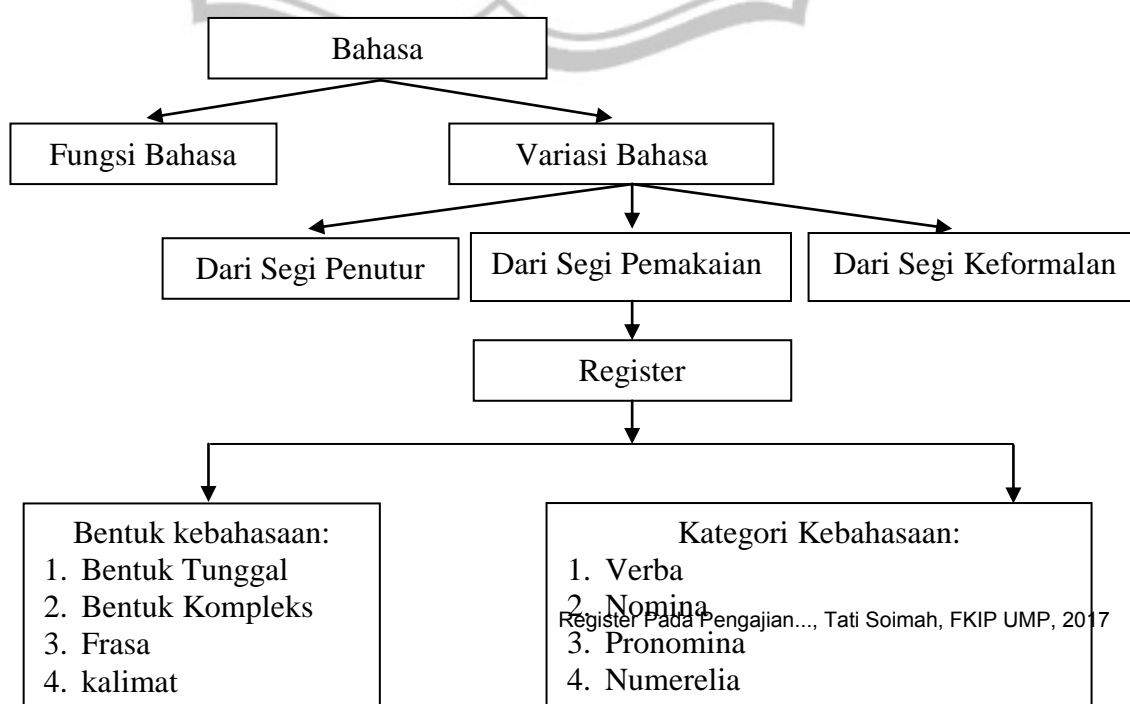 Bahasa
Fungsi Bahasa
Variasi Bahasa
Dari Segi Penutur
Dari Segi Pemakaian
Dari Segi Keformalan
Register
Bentuk kebahasaan:
1. Bentuk Tunggal
2. Bentuk Kompleks
3. Frasa
4. kalimat
Kategori Kebahasaan:
1. Verba
2. Nomina
Register Pada Pengajian..., Tati Soimah, FKIP UMP, 2017
3. Pronomina
4. Numerelia